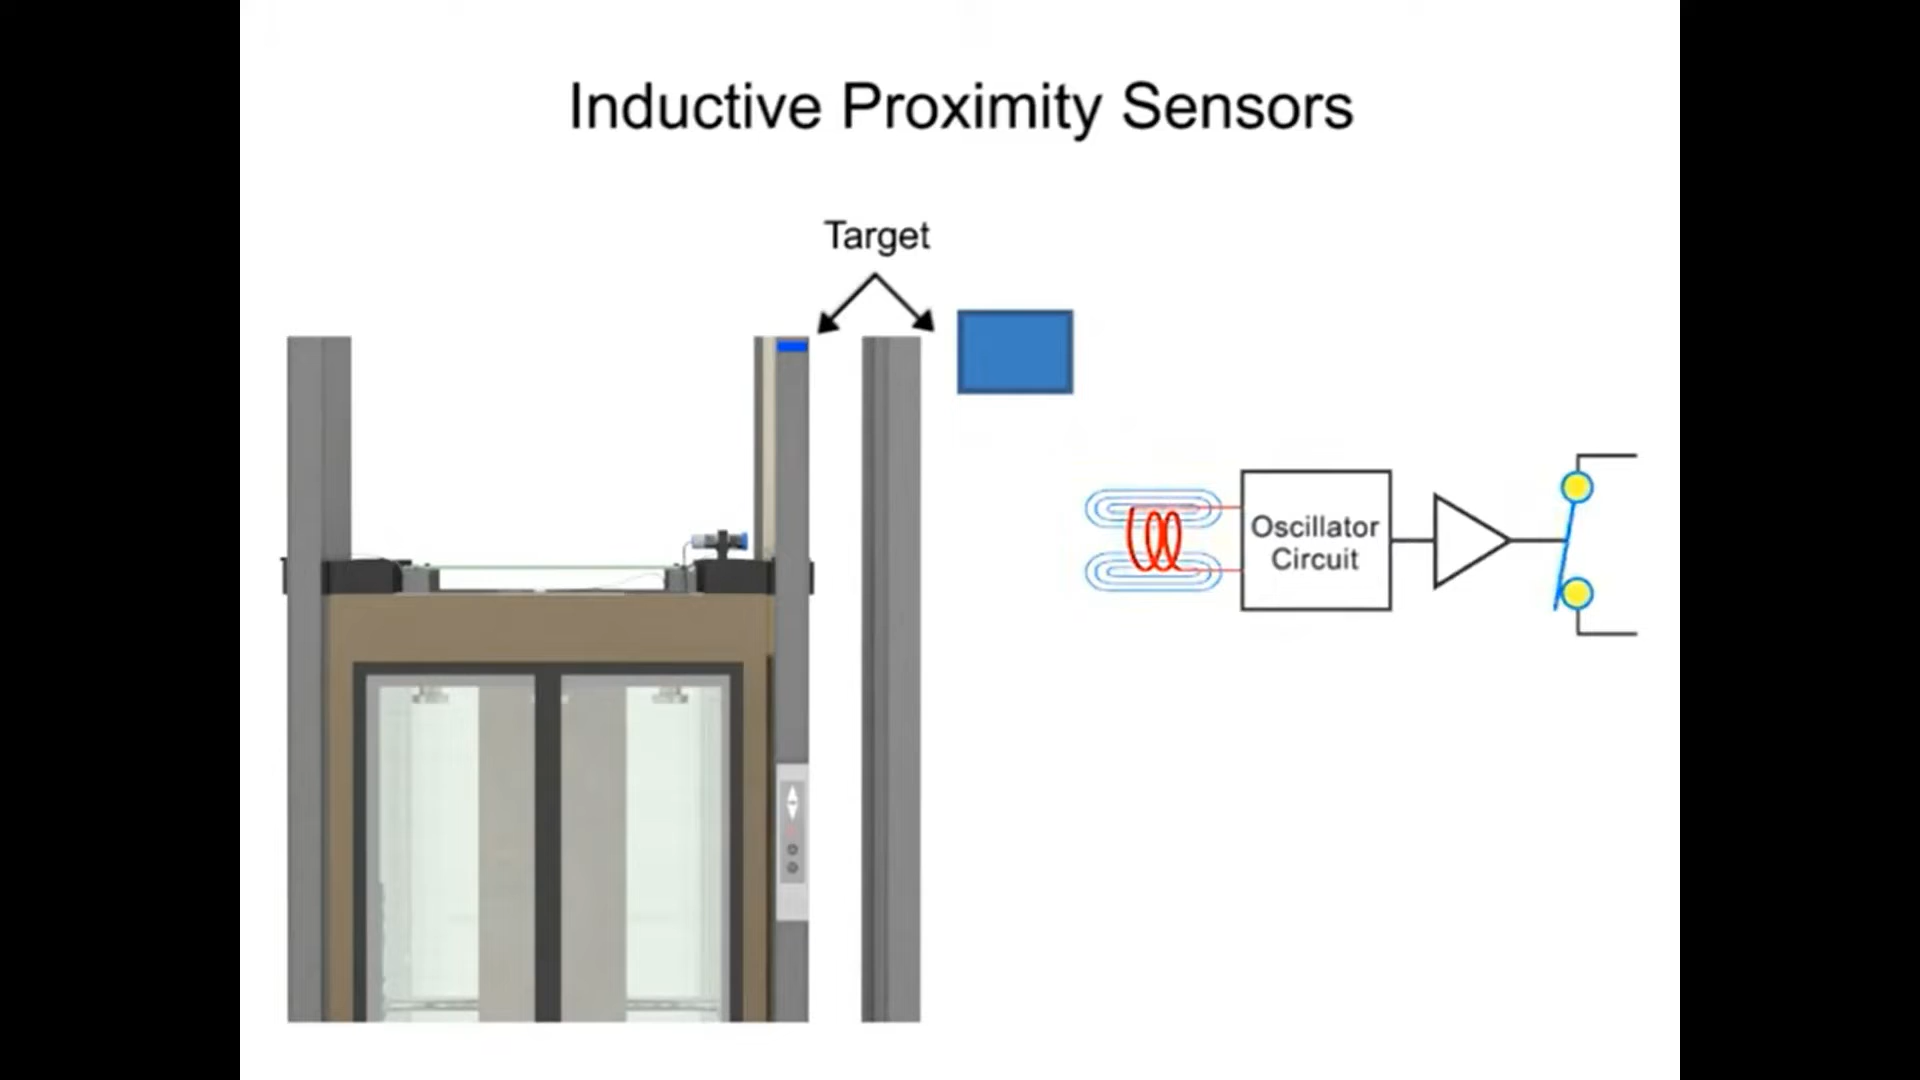 Inductive Proximity Sensors
Target
Oscillator
Circuit